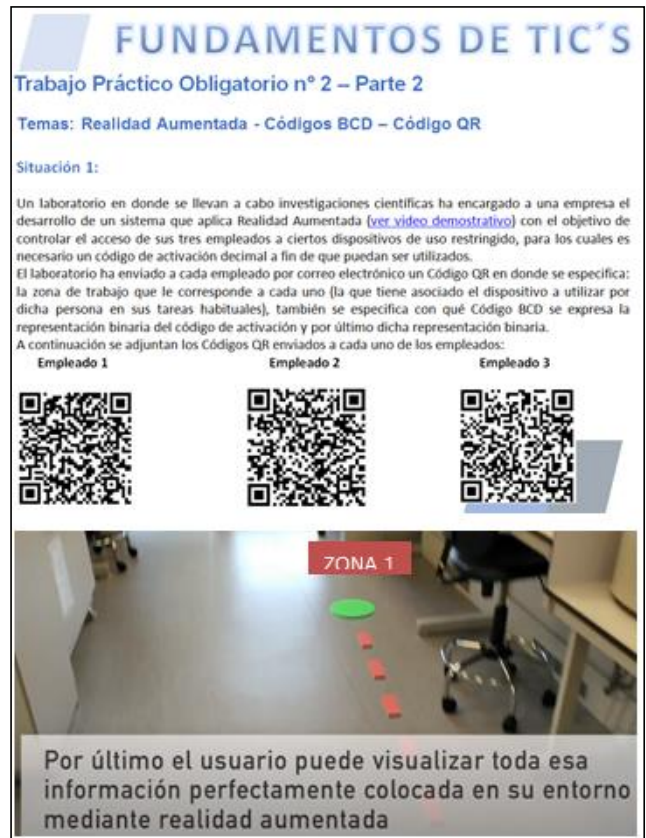 FUNDAMENTOS DE TIC´S
Trabajo Práctico Obligatorio n° 2 – Parte 2
Temas: Realidad Aumentada - Códigos BCD – Código QR
Situación 1:
Un laboratorio en donde se llevan a cabo investigaciones científicas ha encargado a una empresa el
desarrollo de un sistema que aplica Realidad Aumentada (ver video demostrativo) con el objetivo de
controlar el acceso de sus tres empleados a ciertos dispositivos de uso restringido, para los cuales es
necesario un código de activación decimal a fin de que puedan ser utilizados.
El laboratorio ha enviado a cada empleado por correo electrónico un Código QR en donde se especifica:
la zona de trabajo que le corresponde a cada uno (la que tiene asociado el dispositivo a utilizar por
dicha persona en sus tareas habituales), también se especifica con qué Código BCD se expresa la
representación binaria del código de activación y por último dicha representación binaria.
A continuación se adjuntan los Códigos QR enviados a cada uno de los empleados:
Empleado 1 Empleado 2 Empleado 3
ZONA 1
Por último el usuario puede visualizar toda esa
información perfectamente colocada en su entorno
mediante realidad aumentada